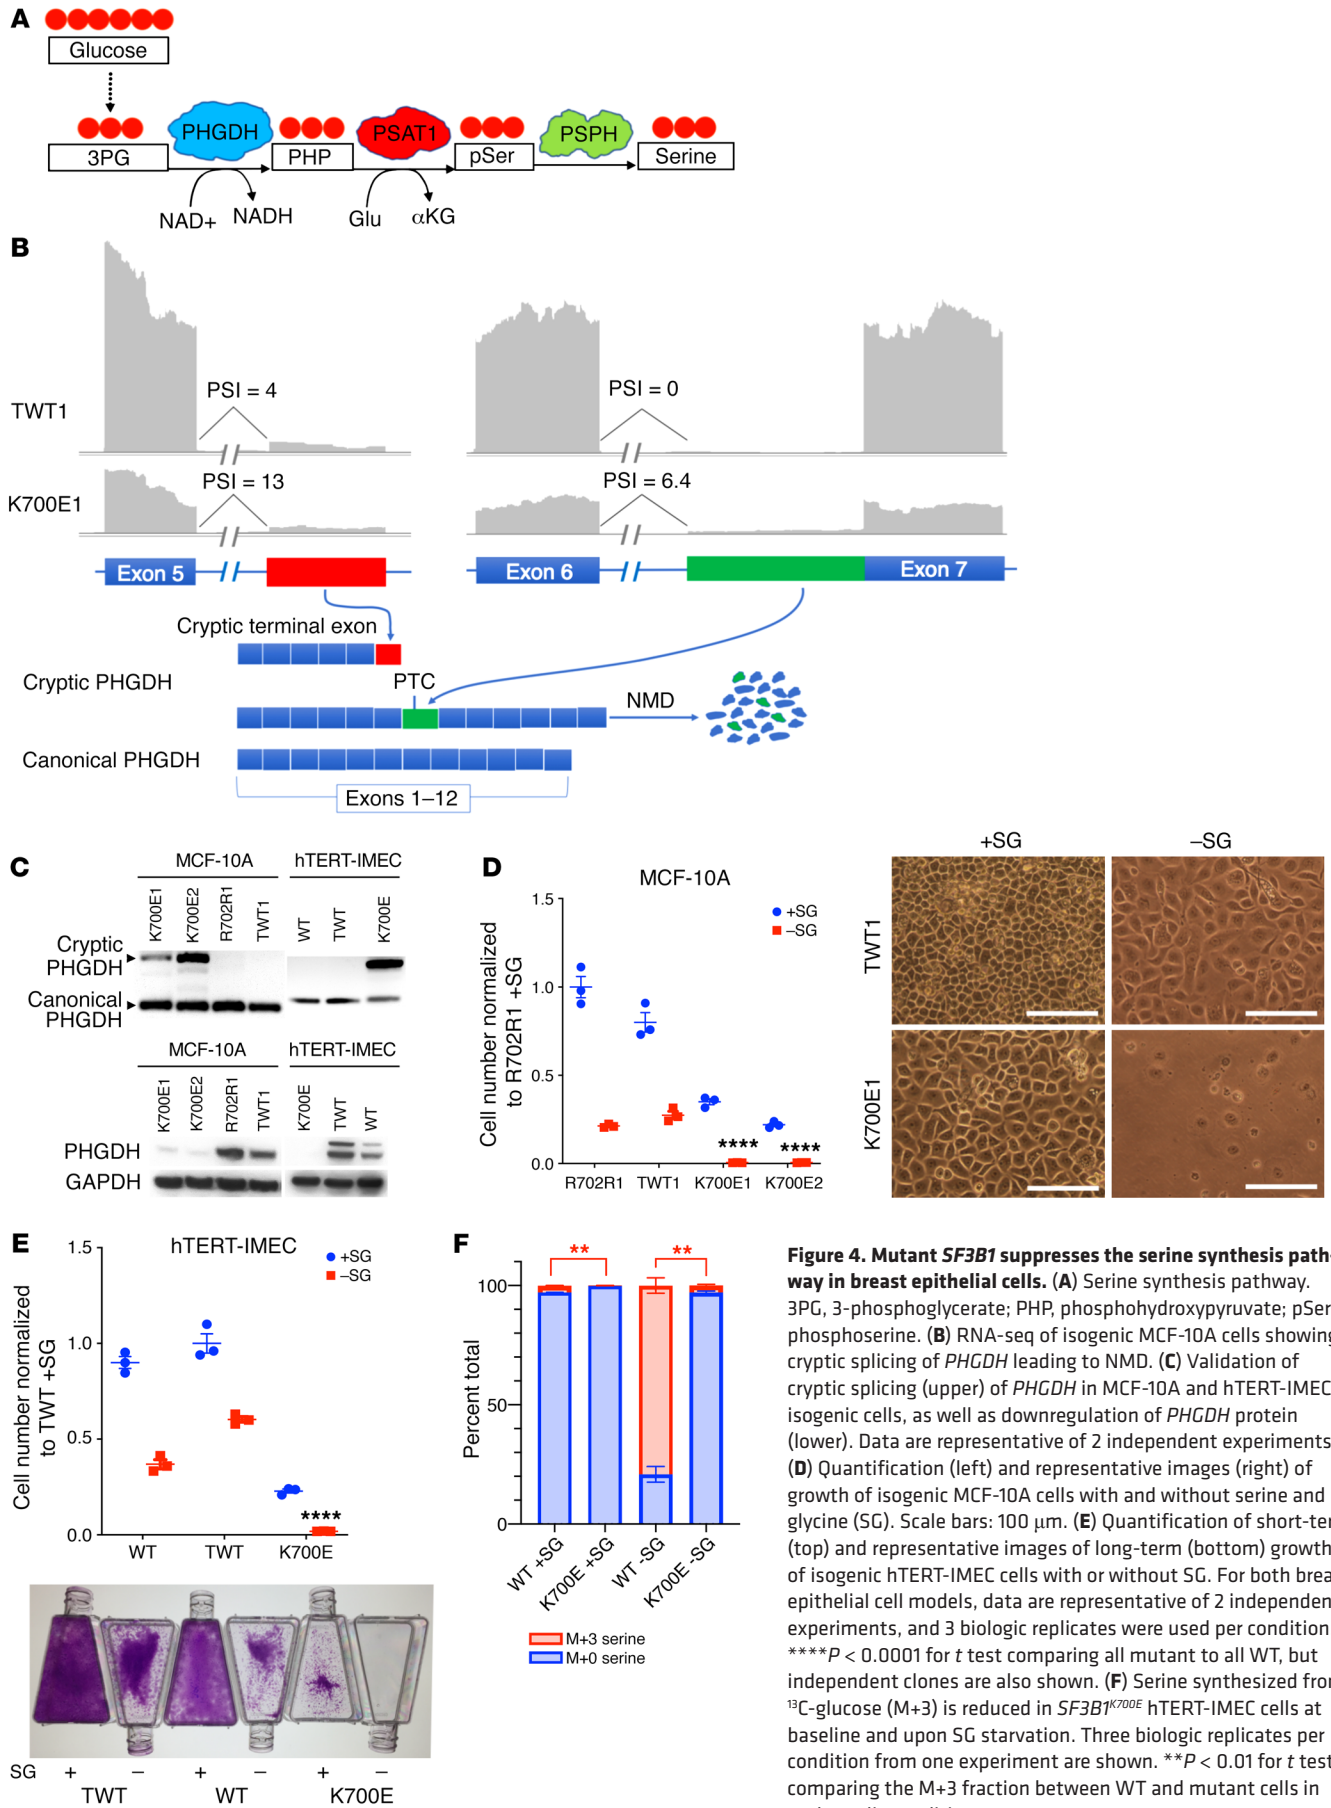 A
Glucose
3PG
PHGDH
PHP
PSAT1
pSer
PSPH
Serine
NAD+
NADH
Glu
αKG
B
TWT1
PSI = 4
PSI = 0
K700E1
PSI = 13
PSI = 6.4
Exon 5
Exon 6
Exon 7
Cryptic terminal exon
Cryptic PHGDH
PTC
NMD
Canonical PHGDH
Exons 1–12
C
MCF-10A
hTERT-IMEC
K700E1
K700E2
R702R1
TWT1
WT
TWT
K700E
Cryptic
PHGDH
Canonical
PHGDH
MCF-10A
hTERT-IMEC
K700E1
K700E2
R702R1
TWT1
K700E
TWT
WT
PHGDH
GAPDH
D
MCF-10A
Cell number normalized
to R702R1 +SG
1.5
1.0
0.5
0.0
+SG
–SG
****
****
R702R1
TWT1
K700E1
K700E2
+SG
–SG
TWT1
K700E1
E
hTERT-IMEC
Cell number normalized
to TWT +SG
1.5
1.0
0.5
0.0
+SG
–SG
****
WT
TWT
K700E
SG + – + – + –
TWT WT K700E
F
Percent total
100
50
0
**
**
WT +SG
K700E +SG
WT -SG
K700E -SG
M+3 serine
M+0 serine
Figure 4. Mutant SF3B1 suppresses the serine synthesis path-
way in breast epithelial cells. (A) Serine synthesis pathway.
3PG, 3-phosphoglycerate; PHP, phosphohydroxypyruvate; pSer
phosphoserine. (B) RNA-seq of isogenic MCF-10A cells showing
cryptic splicing of PHGDH leading to NMD. (C) Validation of
cryptic splicing (upper) of PHGDH in MCF-10A and hTERT-IMEC
isogenic cells, as well as downregulation of PHGDH protein
(lower). Data are representative of 2 independent experiments
(D) Quantification (left) and representative images (right) of
growth of isogenic MCF-10A cells with and without serine and
glycine (SG). Scale bars: 100 μm. (E) Quantification of short-ter
(top) and representative images of long-term (bottom) growth
of isogenic hTERT-IMEC cells with or without SG. For both brea
epithelial cell models, data are representative of 2 independen
experiments, and 3 biologic replicates were used per condition
****P < 0.0001 for t test comparing all mutant to all WT, but
independent clones are also shown. (F) Serine synthesized fron
¹³C-glucose (M+3) is reduced in SF3B1ᴷ⁷⁰⁰ᴱ hTERT-IMEC cells at
baseline and upon SG starvation. Three biologic replicates per
condition from one experiment are shown. **P < 0.01 for t test
comparing the M+3 fraction between WT and mutant cells in